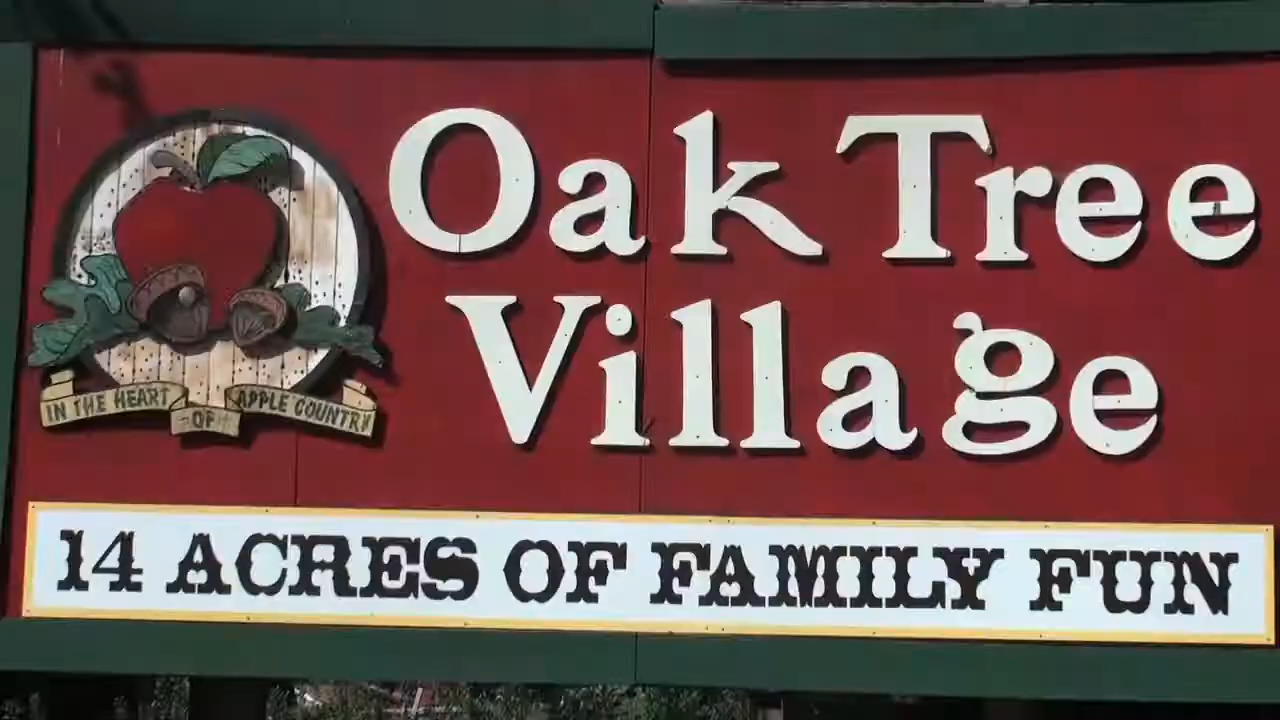 Oak Tree
Village
IN THE HEART
OF
APPLE COUNTRY
14 ACRES OF FAMILY FUN